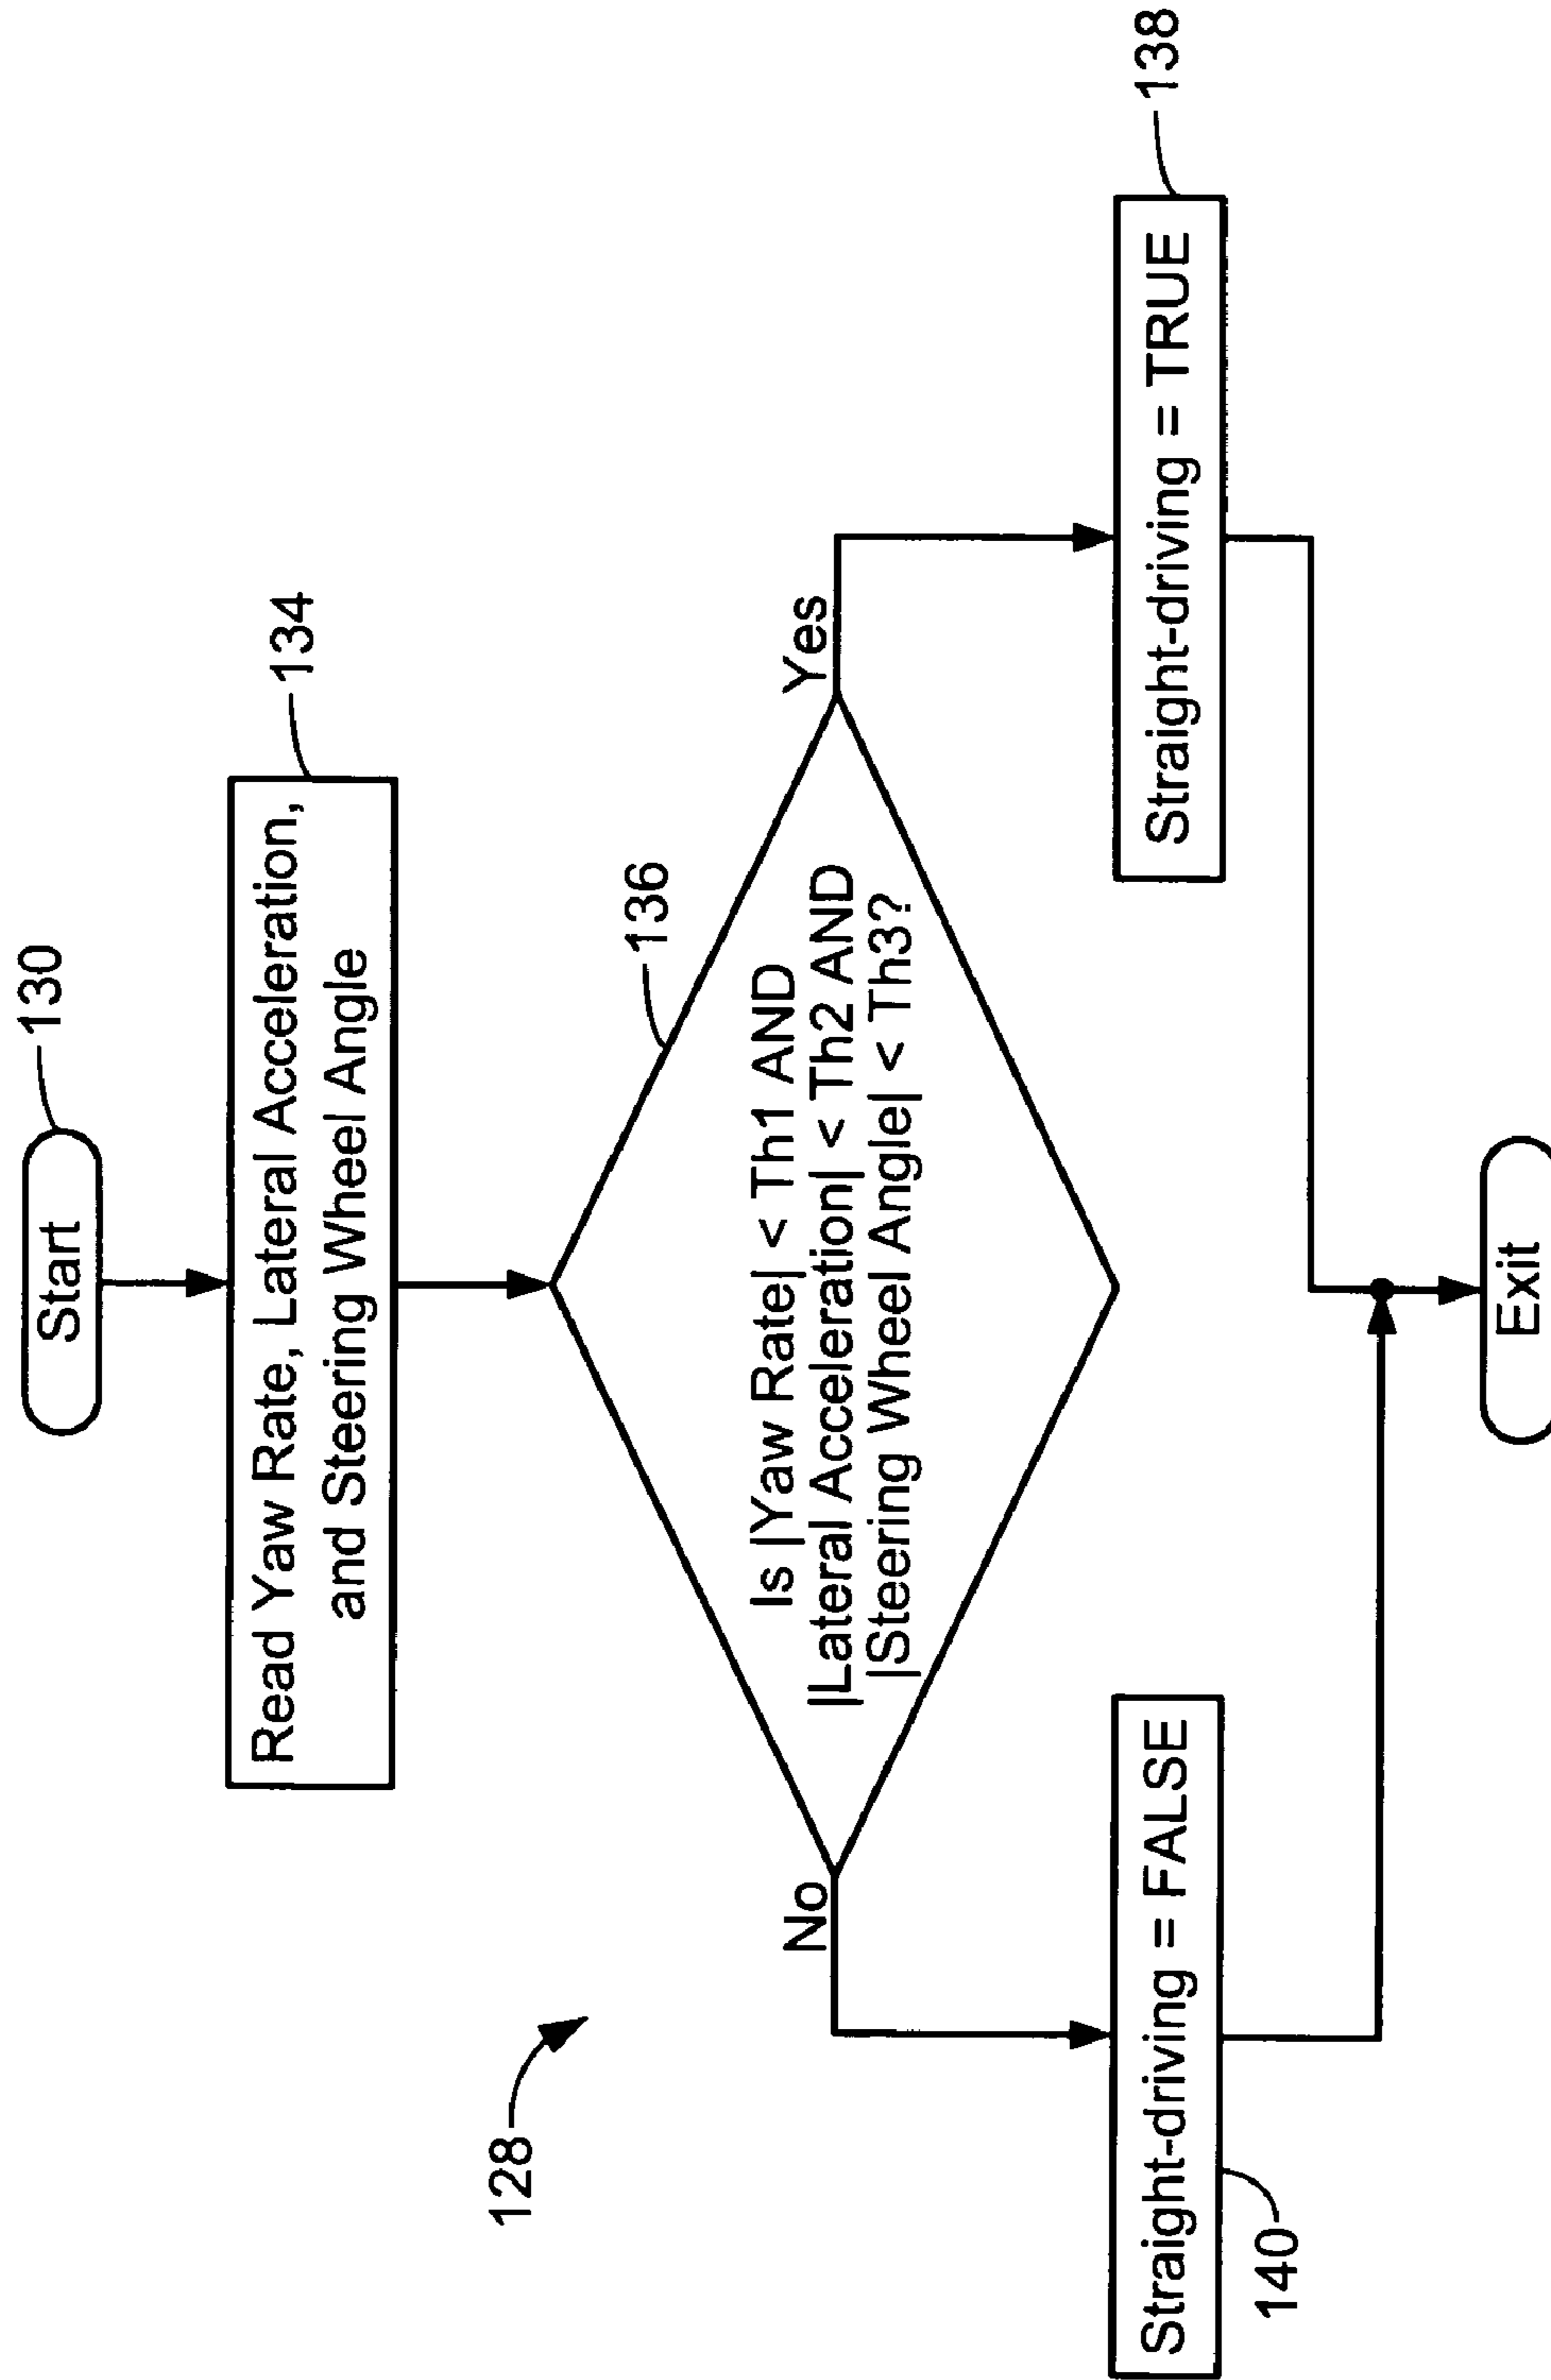 130
Start
134
Read Yaw Rate, Lateral Acceleration,
and Steering Wheel Angle
128
136
Is |Yaw Rate| < Th1 AND
|Lateral Acceleration| < Th2 AND
|Steering Wheel Angle| < Th3?
No
Yes
140
Straight-driving = FALSE
138
Straight-driving = TRUE
Exit